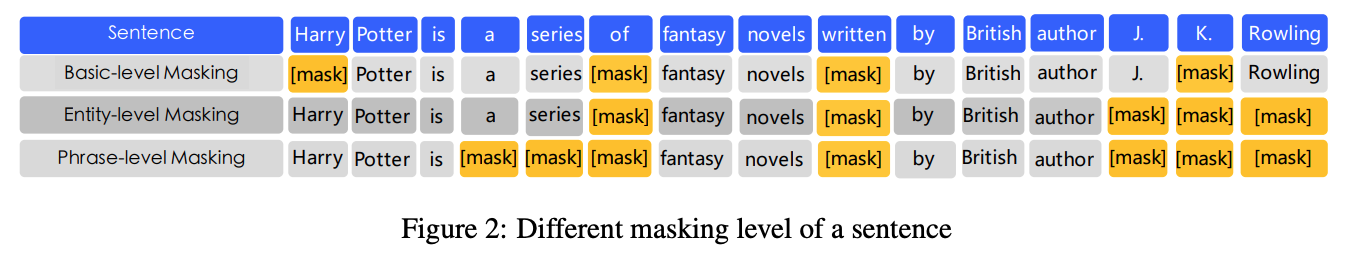 Sentence Harry Potter is a series of fantasy novels written by British author J. K. Rowling
Basic-level Masking [mask] Potter is a series [mask] fantasy novels [mask] by British author J. [mask] Rowling
Entity-level Masking Harry Potter is a series [mask] fantasy novels [mask] by British author [mask] [mask] [mask]
Phrase-level Masking Harry Potter is [mask] [mask] [mask] fantasy novels [mask] by British author [mask] [mask] [mask]
Figure 2: Different masking level of a sentence